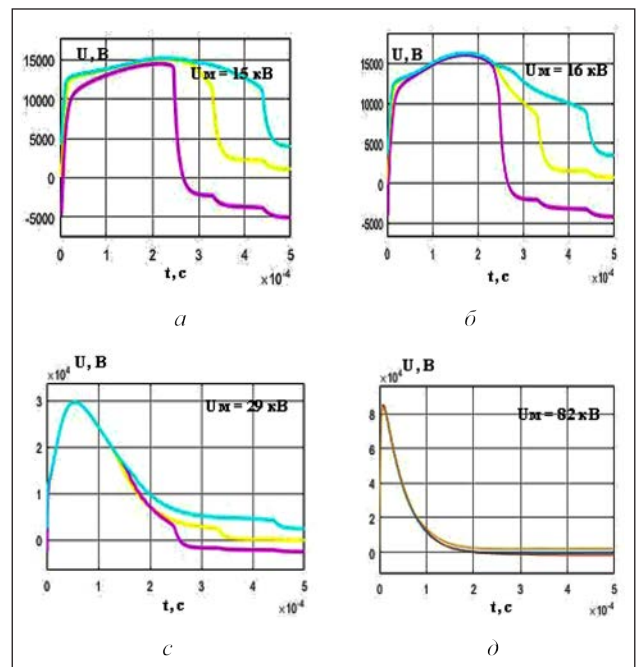 U, В
Uм = 15 кВ
15000
10000
5000
0
-5000
0 1 2 3 4 5
t, с
×10⁻⁴
а
U, В
Uм = 16 кВ
15000
10000
5000
0
-5000
0 1 2 3 4 5
t, с
×10⁻⁴
б
×10⁴
U, В
Uм = 29 кВ
3
2
1
0
0 1 2 3 4 5
t, с
×10⁻⁴
с
×10⁴
U, В
Uм = 82 кВ
8
6
4
2
0
0 1 2 3 4 5
t, с
×10⁻⁴
д